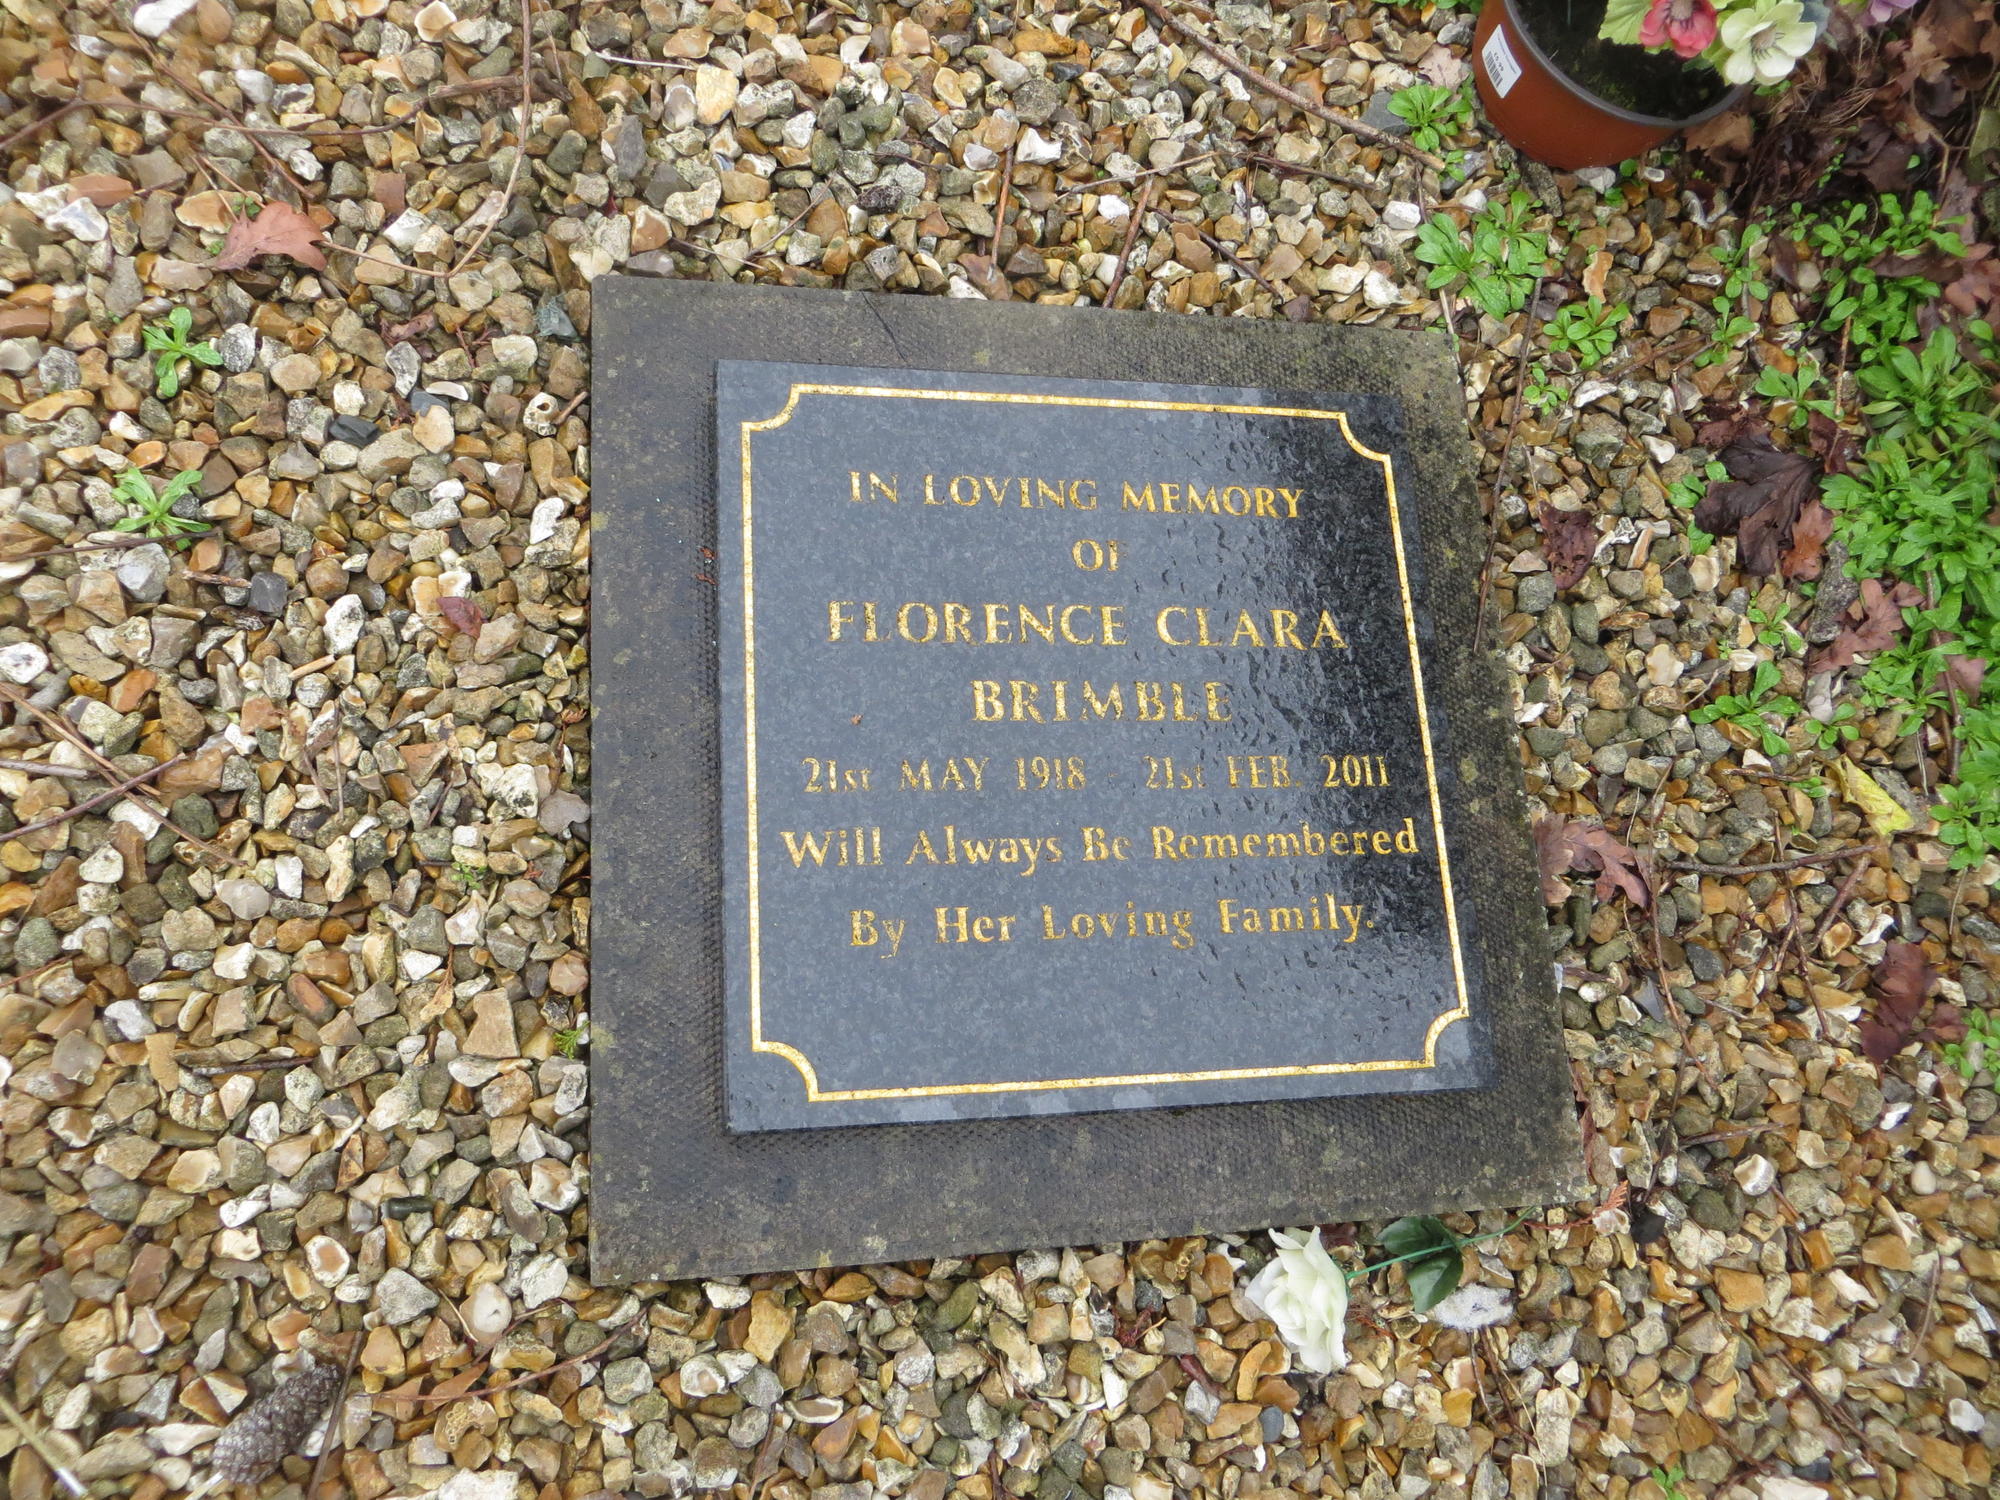 IN LOVING MEMORY
OF
FLORENCE CLARA
BRIMBLE
21st MAY 1918 - 21st FEB. 2011
Will Always Be Remembered
By Her Loving Family.